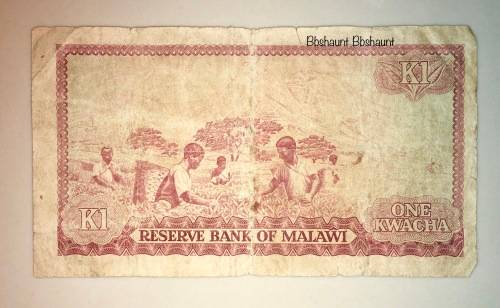 Bbshaunt Bbshaunt
K1
K1
ONE
KWACHA
RESERVE BANK OF MALAWI